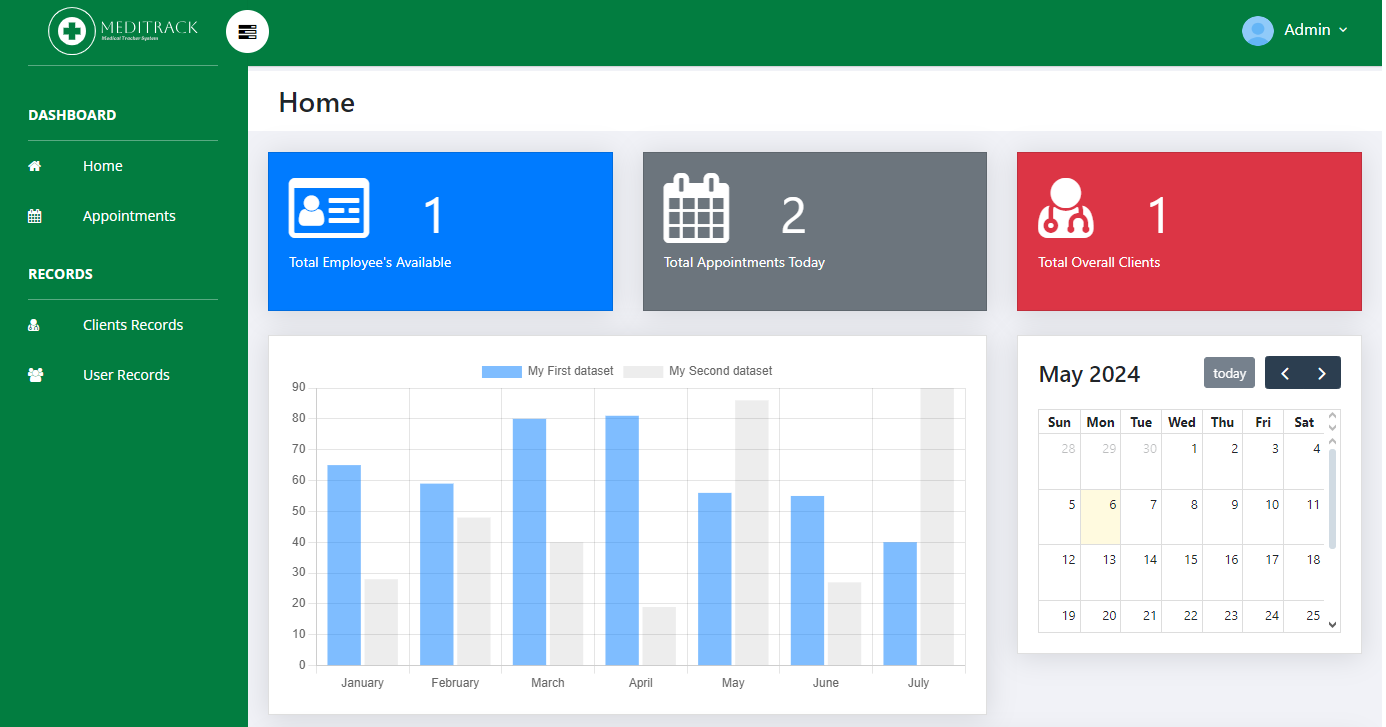 MEDITRACK
Medical Tracker System
Admin
DASHBOARD
Home
Appointments
RECORDS
Clients Records
User Records
Home
1
Total Employee's Available
2
Total Appointments Today
1
Total Overall Clients
My First dataset My Second dataset
90
80
70
60
50
40
30
20
10
0
January February March April May June July
May 2024
today
Sun Mon Tue Wed Thu Fri Sat
28 29 30 1 2 3 4
5 6 7 8 9 10 11
12 13 14 15 16 17 18
19 20 21 22 23 24 25